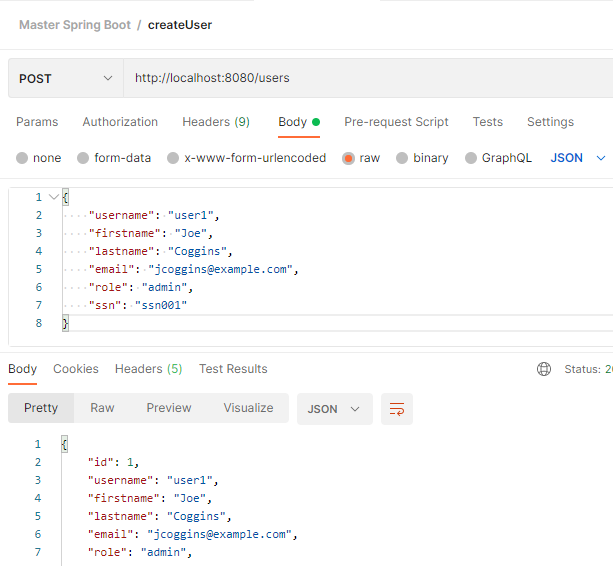 Master Spring Boot / createUser
POST http://localhost:8080/users
Params Authorization Headers (9) Body Pre-request Script Tests Settings
none form-data x-www-form-urlencoded raw binary GraphQL JSON
1 {
2 "username": "user1",
3 "firstname": "Joe",
4 "lastname": "Coggins",
5 "email": "jcoggins@example.com",
6 "role": "admin",
7 "ssn": "ssn001"
8 }
Body Cookies Headers (5) Test Results Status:
Pretty Raw Preview Visualize JSON
1 {
2 "id": 1,
3 "username": "user1",
4 "firstname": "Joe",
5 "lastname": "Coggins",
6 "email": "jcoggins@example.com",
7 "role": "admin",